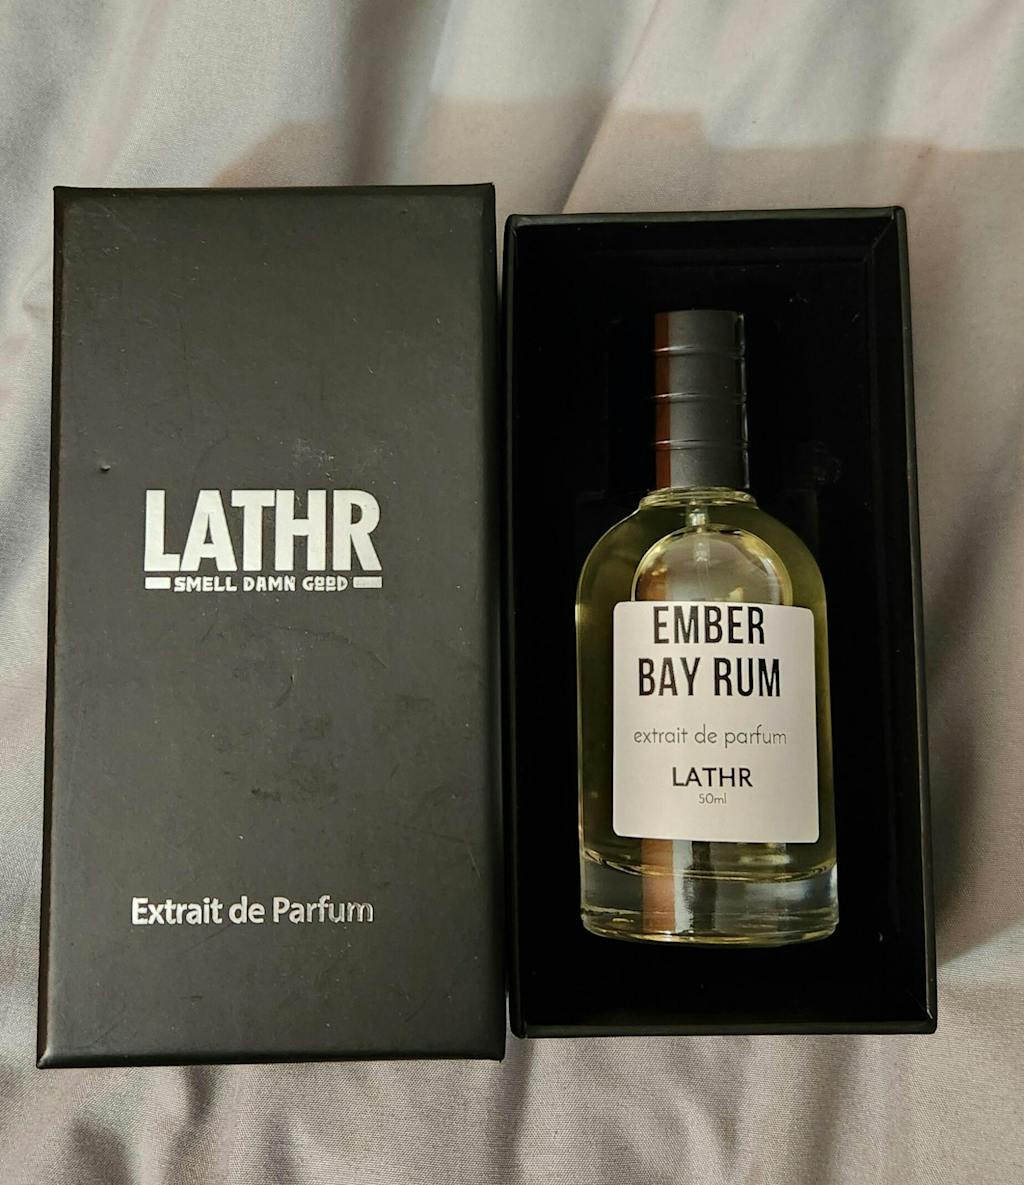 LATHR
SMELL DAMN GOOD
Extrait de Parfum
EMBER
BAY RUM
extrait de parfum
LATHR
50ml